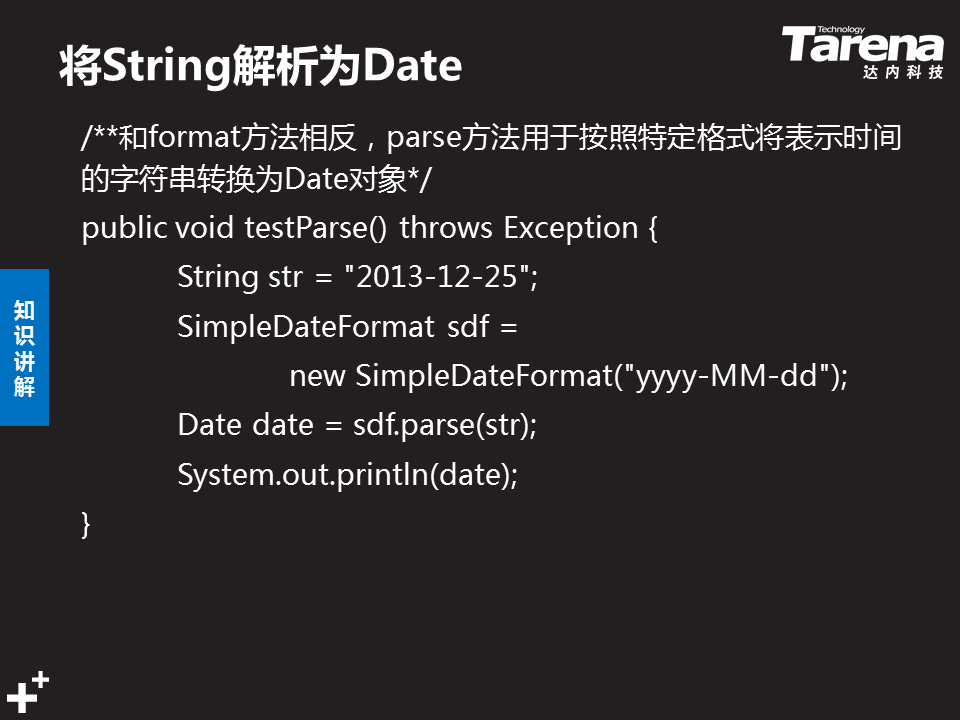 将String解析为Date
Technology
Tarena
达内科技
/**和format方法相反，parse方法用于按照特定格式将表示时间
的字符串转换为Date对象*/
public void testParse() throws Exception {
String str = "2013-12-25";
SimpleDateFormat sdf =
new SimpleDateFormat("yyyy-MM-dd");
Date date = sdf.parse(str);
System.out.println(date);
}
知
识
讲
解